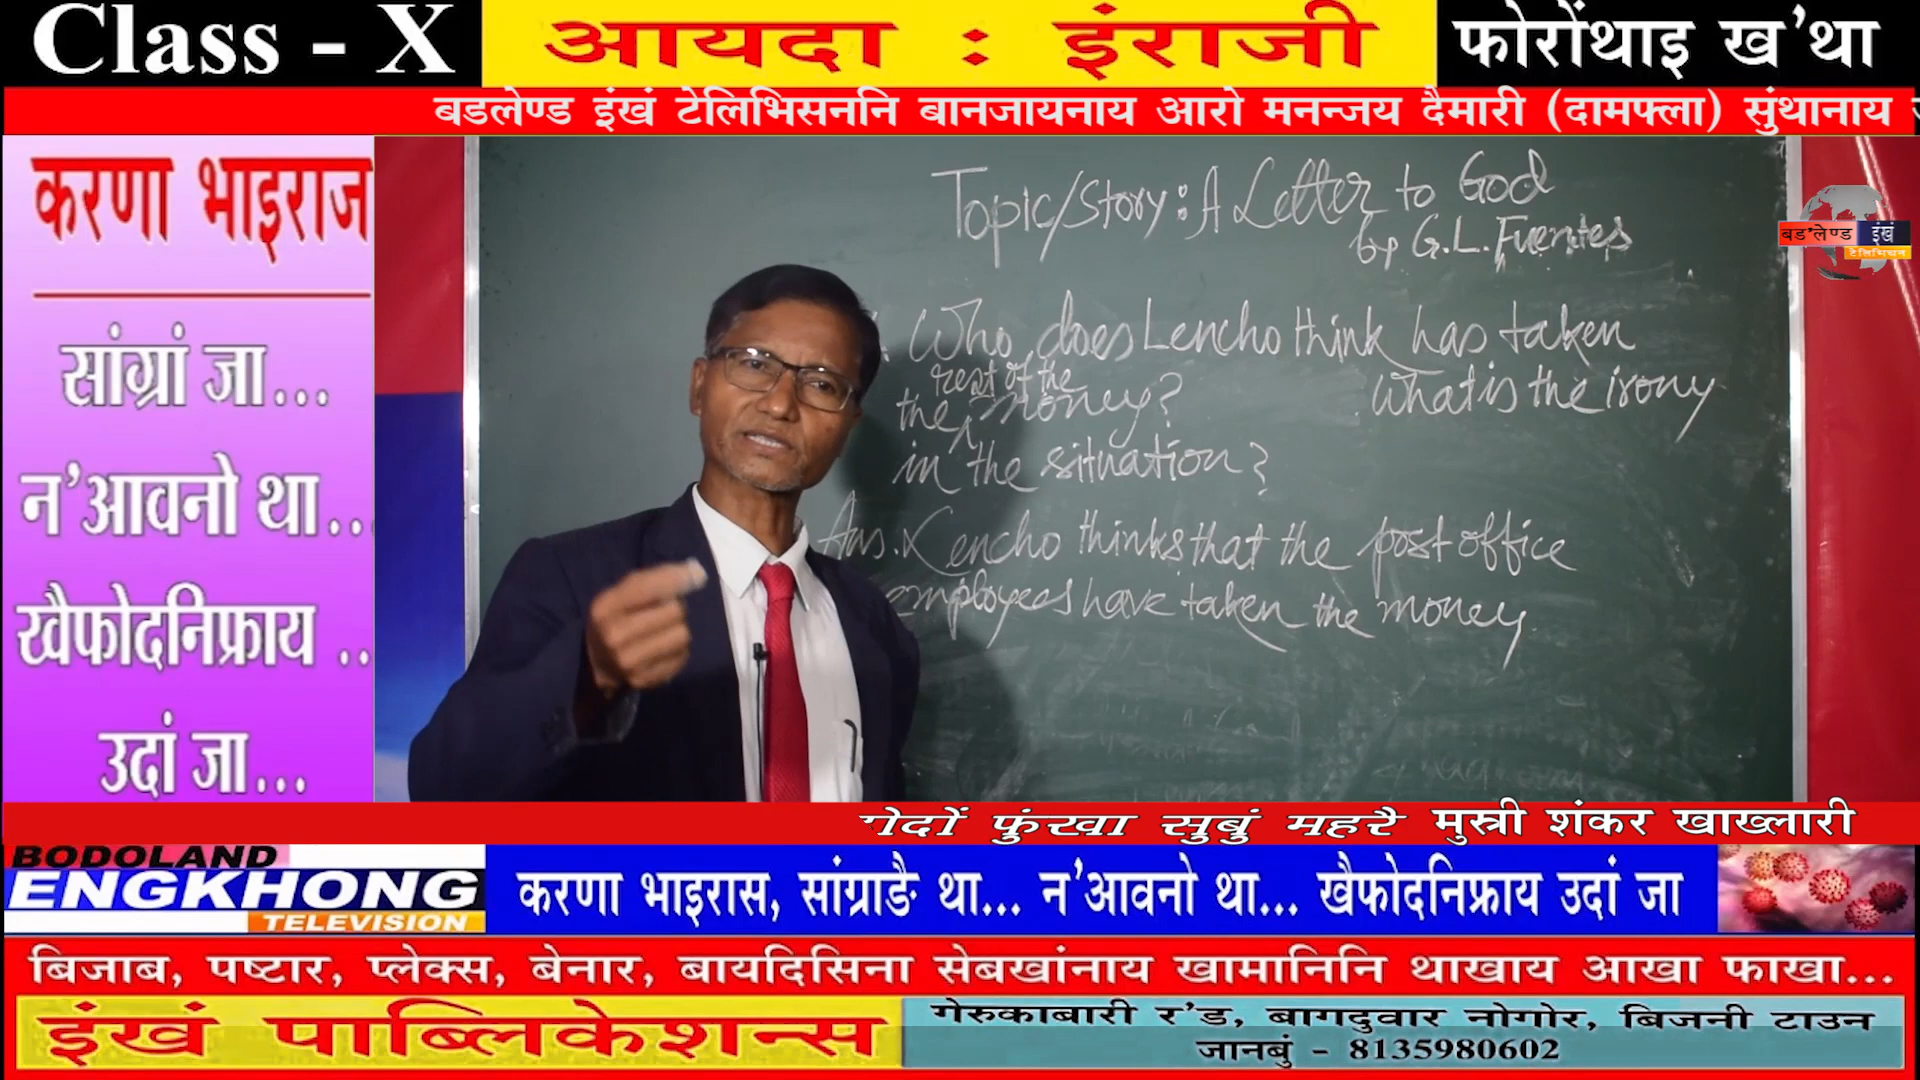 Class - X
आयदा : इंराजी
फोरोंथाइ ख'था
बडलेण्ड इंखं टेलिभिसननि बानजायनाय आरो मनन्जय दैमारी (दामफ्ला) सुंथानाय
करणा भाइराज
सांग्रां जा...
न'आवनो था...
खैफोदनिफ्राय ..
उदां जा...
Topic/Story: A Letter to God
by G.L. Fuentes
बड'लेण्ड इंखं
टेलिभिचन
1. Who does Lencho think has taken
rest of the
the money? What is the irony
in the situation?
Ans. Lencho thinks that the post office
employees have taken the money.
फुंखा सुबुं महरै मुस्री शंकर खाख्लारी
BODOLAND
ENGKHONG
TELEVISION
करणा भाइरास, सांग्राङै था... न'आवनो था... खैफोदनिफ्राय उदां जा
बिजाब, पष्टार, प्लेक्स, बेनार, बायदिसिना सेबखांनाय खामानिनि थाखाय आखा फाखा...
इंखं पाब्लिकेशन्स
गेरुकाबारी र'ड, बागदुवार नोगोर, बिजनी टाउन
जानबुं - 8135980602